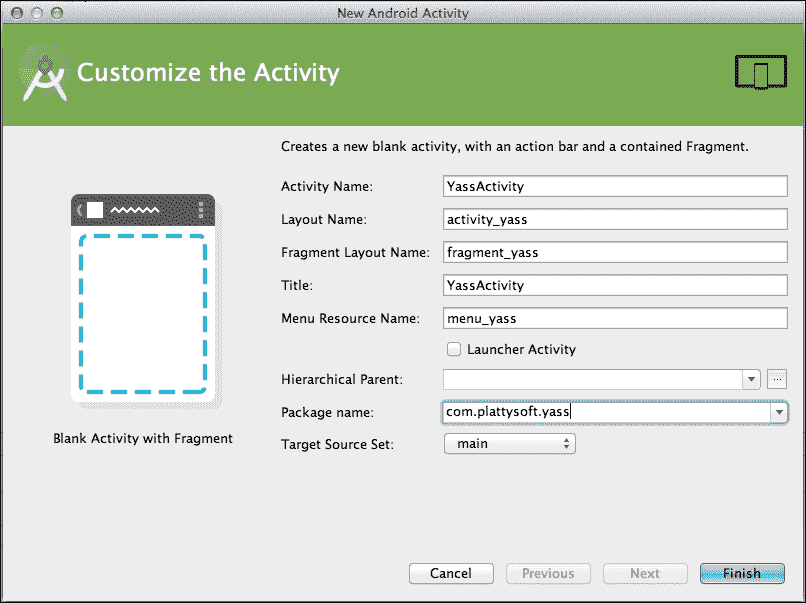 New Android Activity
Customize the Activity
Creates a new blank activity, with an action bar and a contained Fragment.
Activity Name: YassActivity
Layout Name: activity_yass
Fragment Layout Name: fragment_yass
Title: YassActivity
Menu Resource Name: menu_yass
Launcher Activity
Hierarchical Parent: ...
Package name: com.plattysoft.yass
Blank Activity with Fragment
Target Source Set: main
Cancel Previous Next Finish